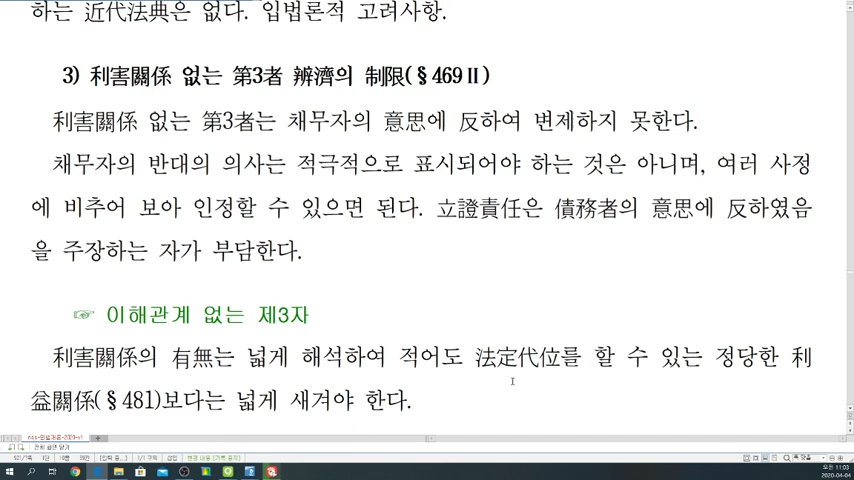 하는 近代法典은 없다. 입법론적 고려사항.
3) 利害關係 없는 第3者 辨濟의 制限(§469Ⅱ)
利害關係 없는 第3者는 채무자의 意思에 反하여 변제하지 못한다.
채무자의 반대의 의사는 적극적으로 표시되어야 하는 것은 아니며, 여러 사정
에 비추어 보아 인정할 수 있으면 된다. 立證責任은 債務者의 意思에 反하였음
을 주장하는 자가 부담한다.
☞ 이해관계 없는 제3자
利害關係의 有無는 넓게 해석하여 적어도 法定代位를 할 수 있는 정당한 利
益關係(§481)보다는 넓게 새겨야 한다.
오전 11:03
2020-04-04